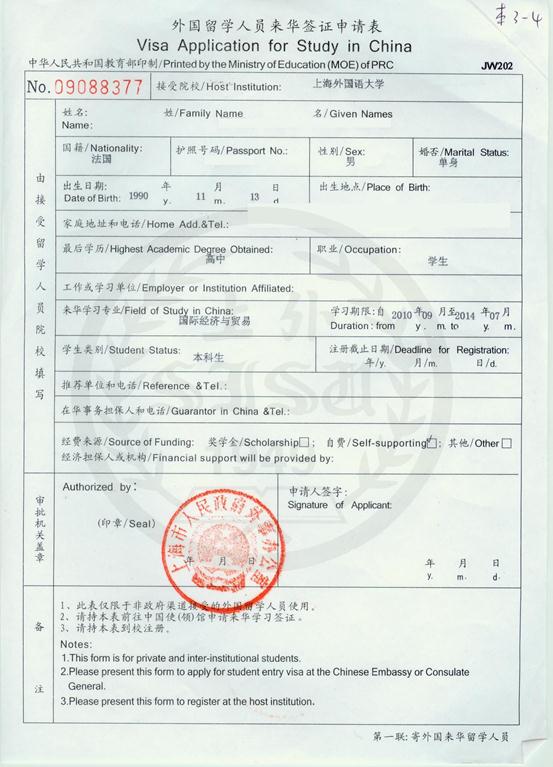 本3-4
外国留学人员来华签证申请表
Visa Application for Study in China
中华人民共和国教育部印制/Printed by the Ministry of Education (MOE) of PRC JW202
No. 09088377 接受院校/Host Institution: 上海外国语大学
由接受留学人员院校填写
姓名: 姓/Family Name 名/Given Names
Name:
国籍/Nationality: 护照号码/Passport No.: 性别/Sex: 婚否/Marital Status:
法国 男 单身
出生日期: 年 月 日 出生地点/Place of Birth:
Date of Birth: 1990 y. 11 m. 13 d
家庭地址和电话/Home Add.&Tel.:
最后学历/Highest Academic Degree Obtained: 职业/Occupation:
高中 学生
工作或学习单位/Employer or Institution Affiliated:
来华学习专业/Field of Study in China: 学习期限:自 2010年09 月至2014 年07月
国际经济与贸易 Duration: from y. m. to y. m.
学生类别/Student Status: 注册截止日期/Deadline for Registration:
本科生 年/y. 月/m. 日/d.
推荐单位和电话/Reference &Tel.:
在华事务担保人和电话/Guarantor in China &Tel.:
经费来源/Source of Funding: 奖学金/Scholarship□; 自费/Self-supporting☑; 其他/Other□
经济担保人或机构/Financial support will be provided by:
审批机关盖章
Authorized by: 申请人签字:
Signature of Applicant:
(印章/Seal)
上海市人民政府外事办公室
年 月 日 年 月 日
y. m. d.
备注
1、此表仅限于非政府渠道接受的外国留学人员使用。
2、请持本表前往中国使(领)馆申请来华学习签证。
3、请持本表到校注册。
Notes:
1.This form is for private and inter-institutional students.
2.Please present this form to apply for student entry visa at the Chinese Embassy or Consulate
General.
3.Please present this form to register at the host institution.
第一联:寄外国来华留学人员